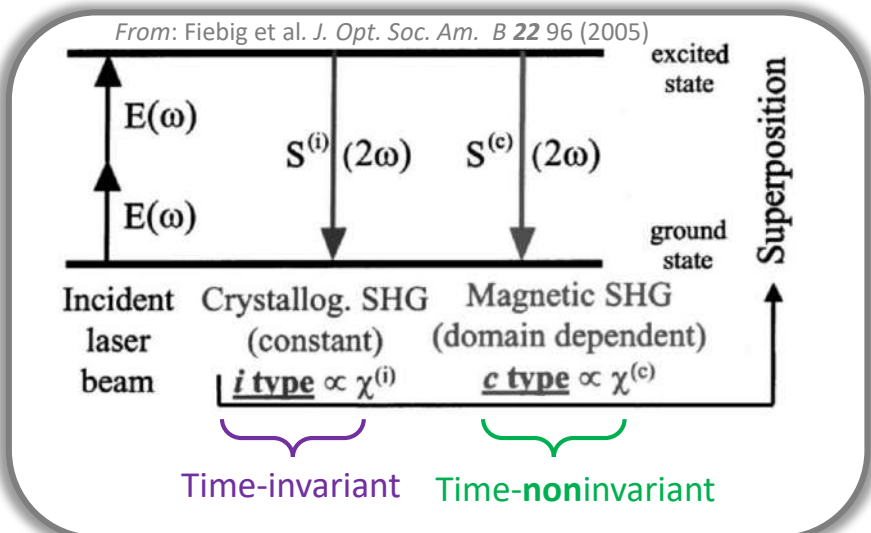 From: Fiebig et al. J. Opt. Soc. Am. B 22 96 (2005)
excited
state
E(ω)
S⁽ⁱ⁾ (2ω)
S⁽ᶜ⁾ (2ω)
E(ω)
ground
state
Superposition
Incident
laser
beam
Crystallog. SHG
(constant)
i type ∝ χ⁽ⁱ⁾
Magnetic SHG
(domain dependent)
c type ∝ χ⁽ᶜ⁾
Time-invariant
Time-noninvariant